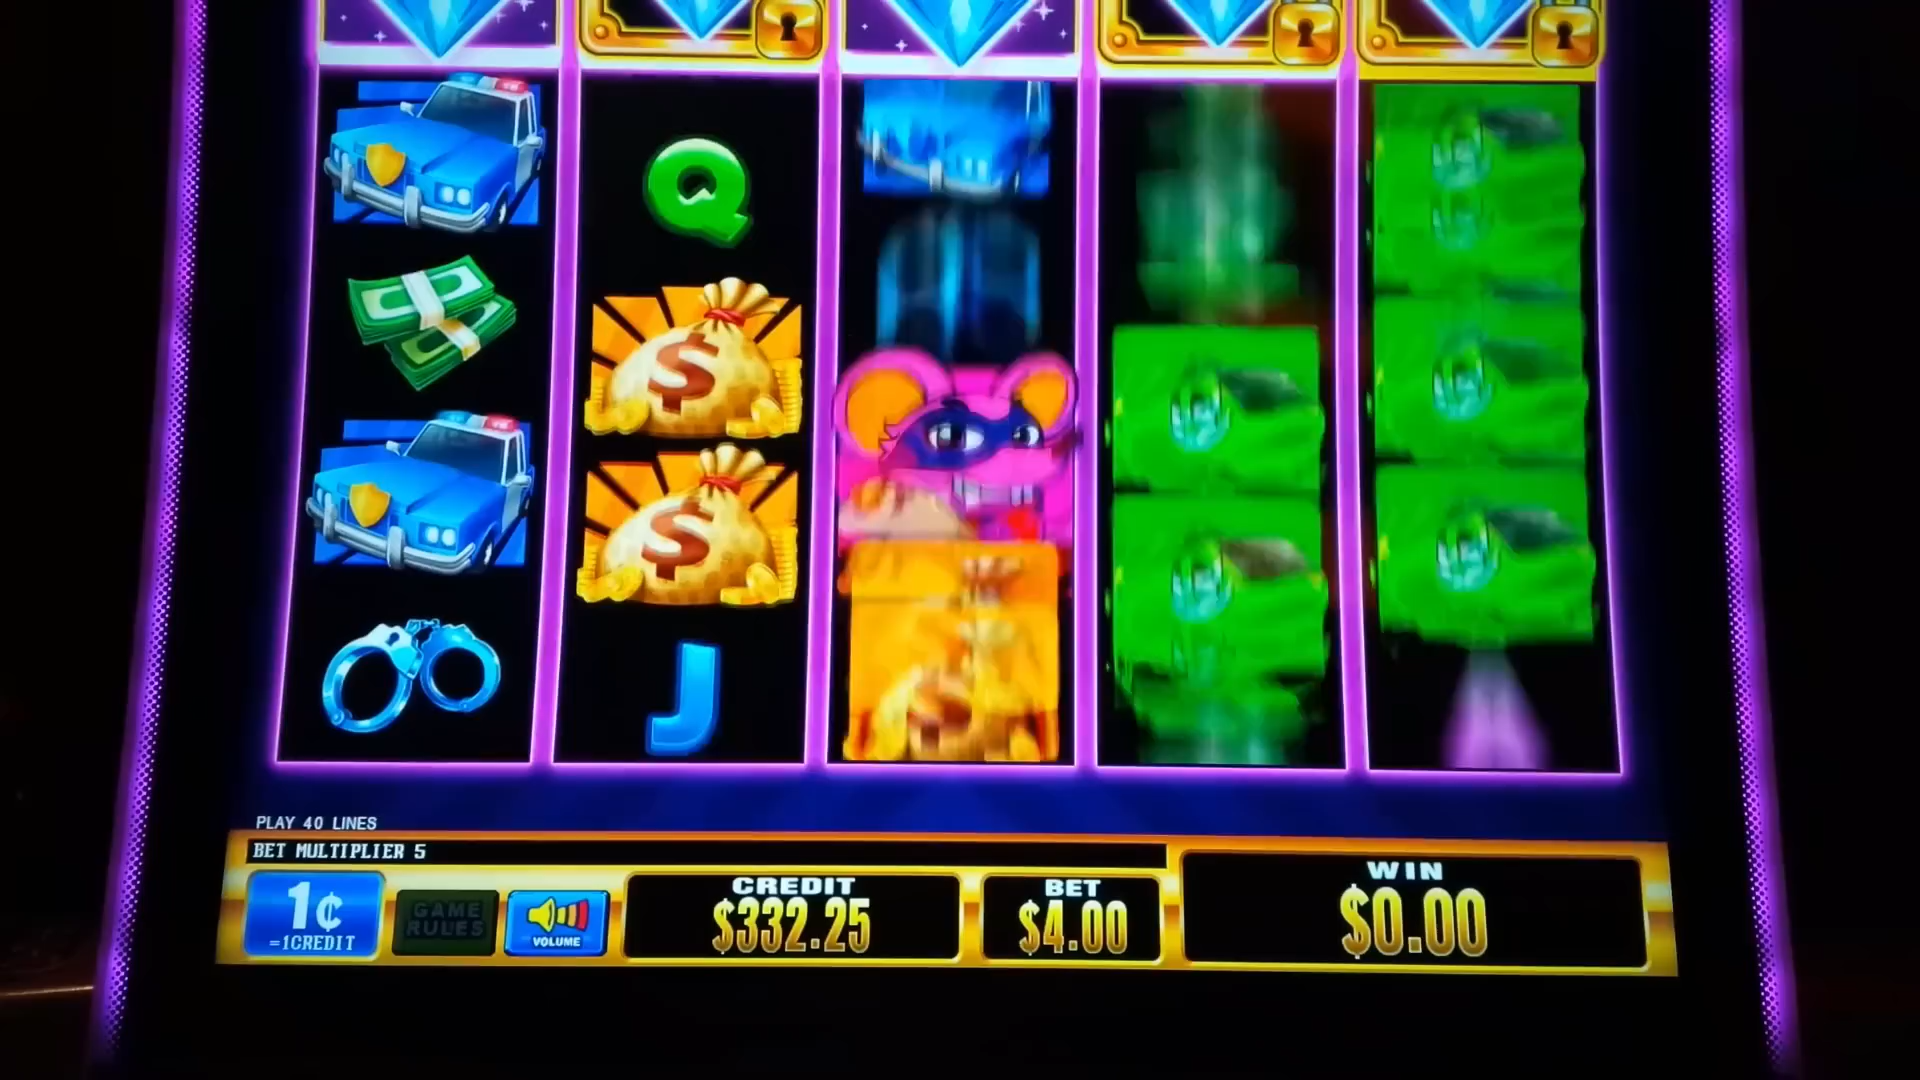 Q
$
$
J
PLAY 40 LINES
BET MULTIPLIER 5
1¢
=1CREDIT
GAME
RULES
VOLUME
CREDIT
$332.25
BET
$4.00
WIN
$0.00